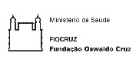 Ministério da Saúde
FIOCRUZ
Fundação Oswaldo Cruz